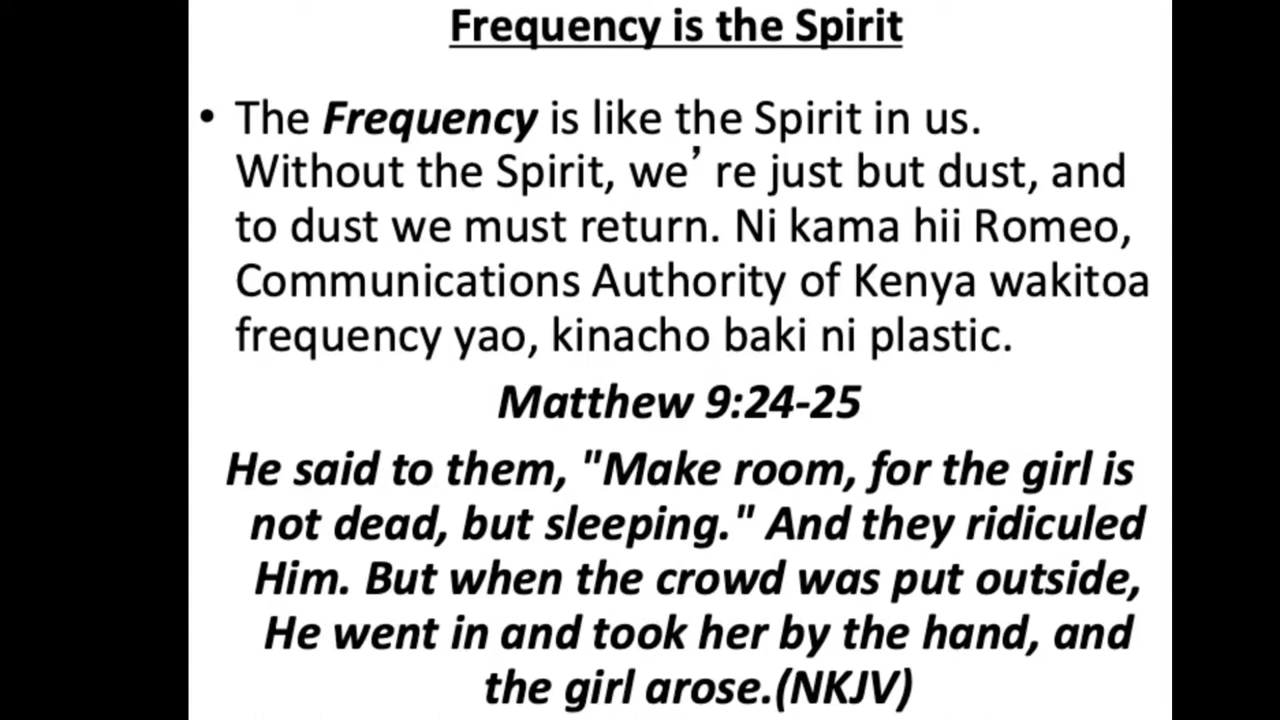 Frequency is the Spirit
• The Frequency is like the Spirit in us.
Without the Spirit, we’ re just but dust, and
to dust we must return. Ni kama hii Romeo,
Communications Authority of Kenya wakitoa
frequency yao, kinacho baki ni plastic.
Matthew 9:24-25
He said to them, "Make room, for the girl is
not dead, but sleeping." And they ridiculed
Him. But when the crowd was put outside,
He went in and took her by the hand, and
the girl arose.(NKJV)